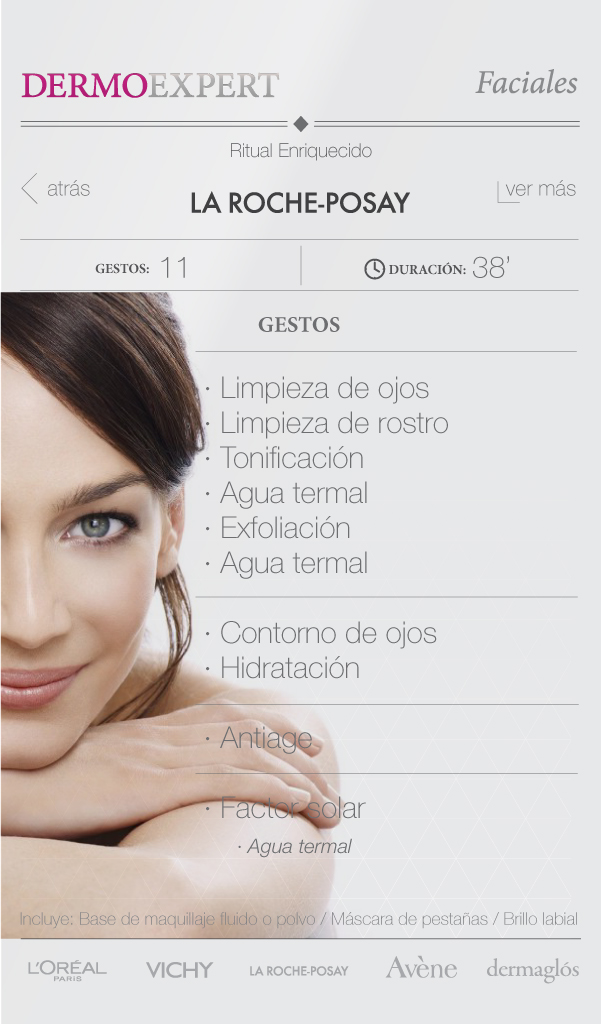 DERMOEXPERT
Faciales
Ritual Enriquecido
atrás
LA ROCHE-POSAY
ver más
GESTOS: 11
DURACIÓN: 38’
GESTOS
· Limpieza de ojos
· Limpieza de rostro
· Tonificación
· Agua termal
· Exfoliación
· Agua termal
· Contorno de ojos
· Hidratación
· Antiage
· Factor solar
· Agua termal
Incluye: Base de maquillaje fluido o polvo / Máscara de pestañas / Brillo labial
L'ORÉAL
PARIS
VICHY
LA ROCHE-POSAY
Avène
dermaglós